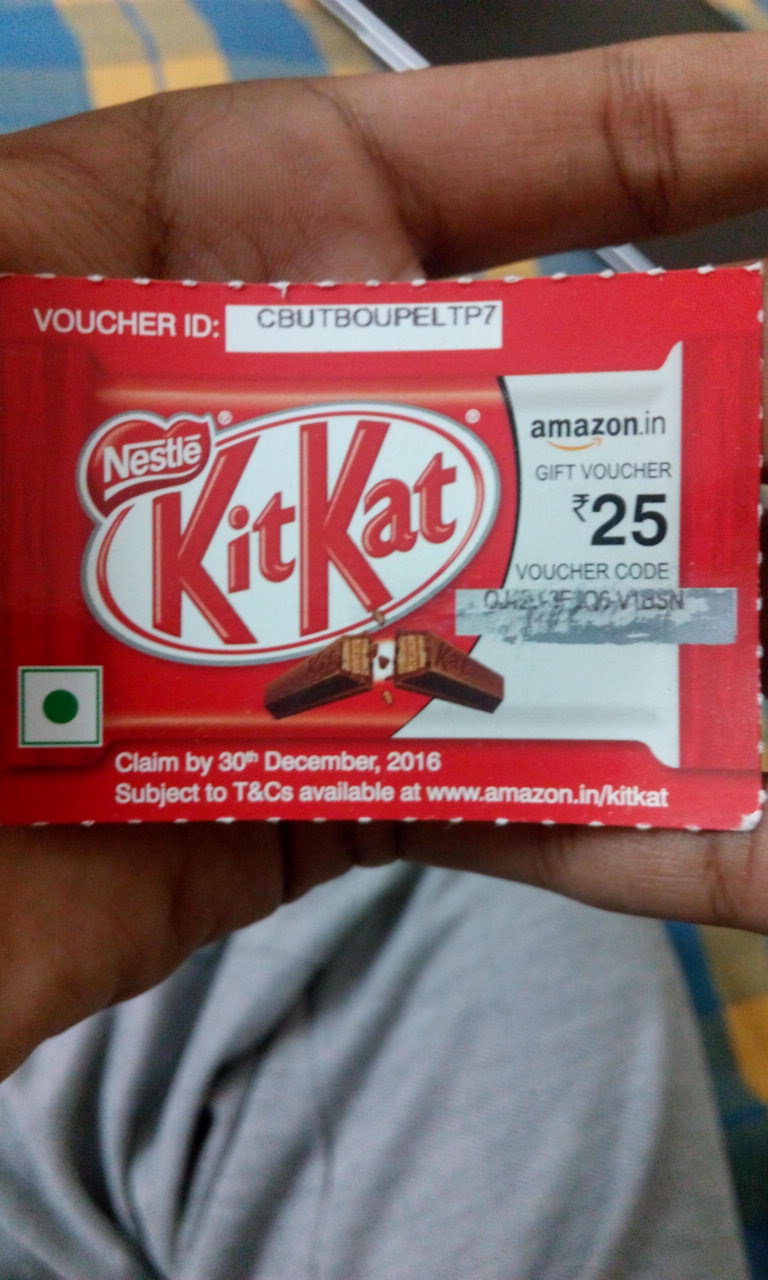 VOUCHER ID: CBUTBOUPELTP7
Nestlé
KitKat
amazon.in
GIFT VOUCHER
₹25
VOUCHER CODE
Claim by 30th December, 2016
Subject to T&Cs available at www.amazon.in/kitkat